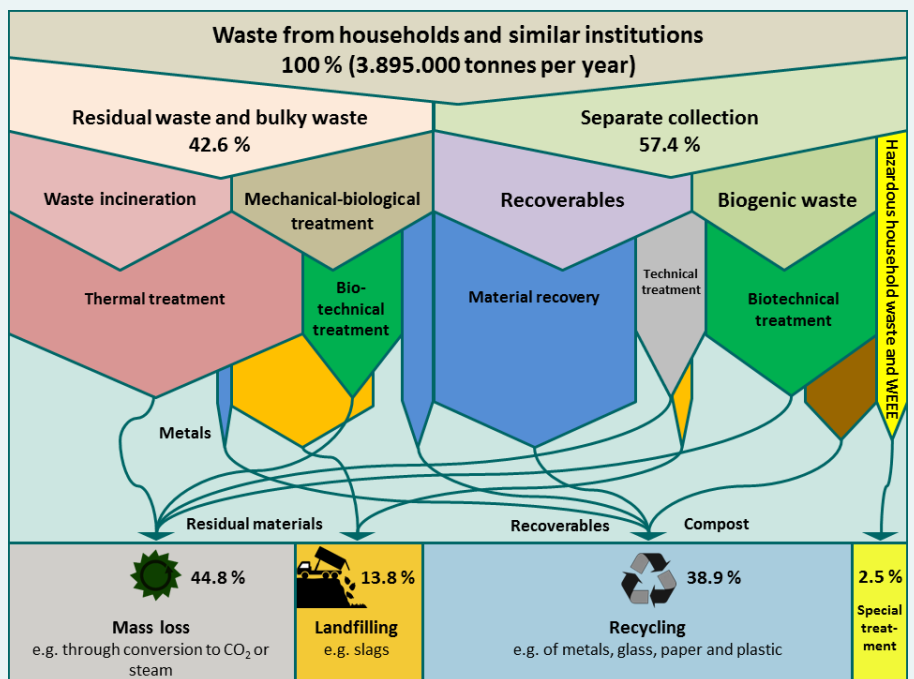 Waste from households and similar institutions
100 % (3.895.000 tonnes per year)
Residual waste and bulky waste
42.6 %
Separate collection
57.4 %
Waste incineration
Mechanical-biological
treatment
Recoverables
Biogenic waste
Hazardous household waste and WEEE
Thermal treatment
Bio-
technical
treatment
Material recovery
Technical
treatment
Biotechnical
treatment
Metals
Residual materials
Recoverables
Compost
44.8 %
Mass loss
e.g. through conversion to CO₂ or
steam
13.8 %
Landfilling
e.g. slags
38.9 %
Recycling
e.g. of metals, glass, paper and plastic
2.5 %
Special
treat-
ment